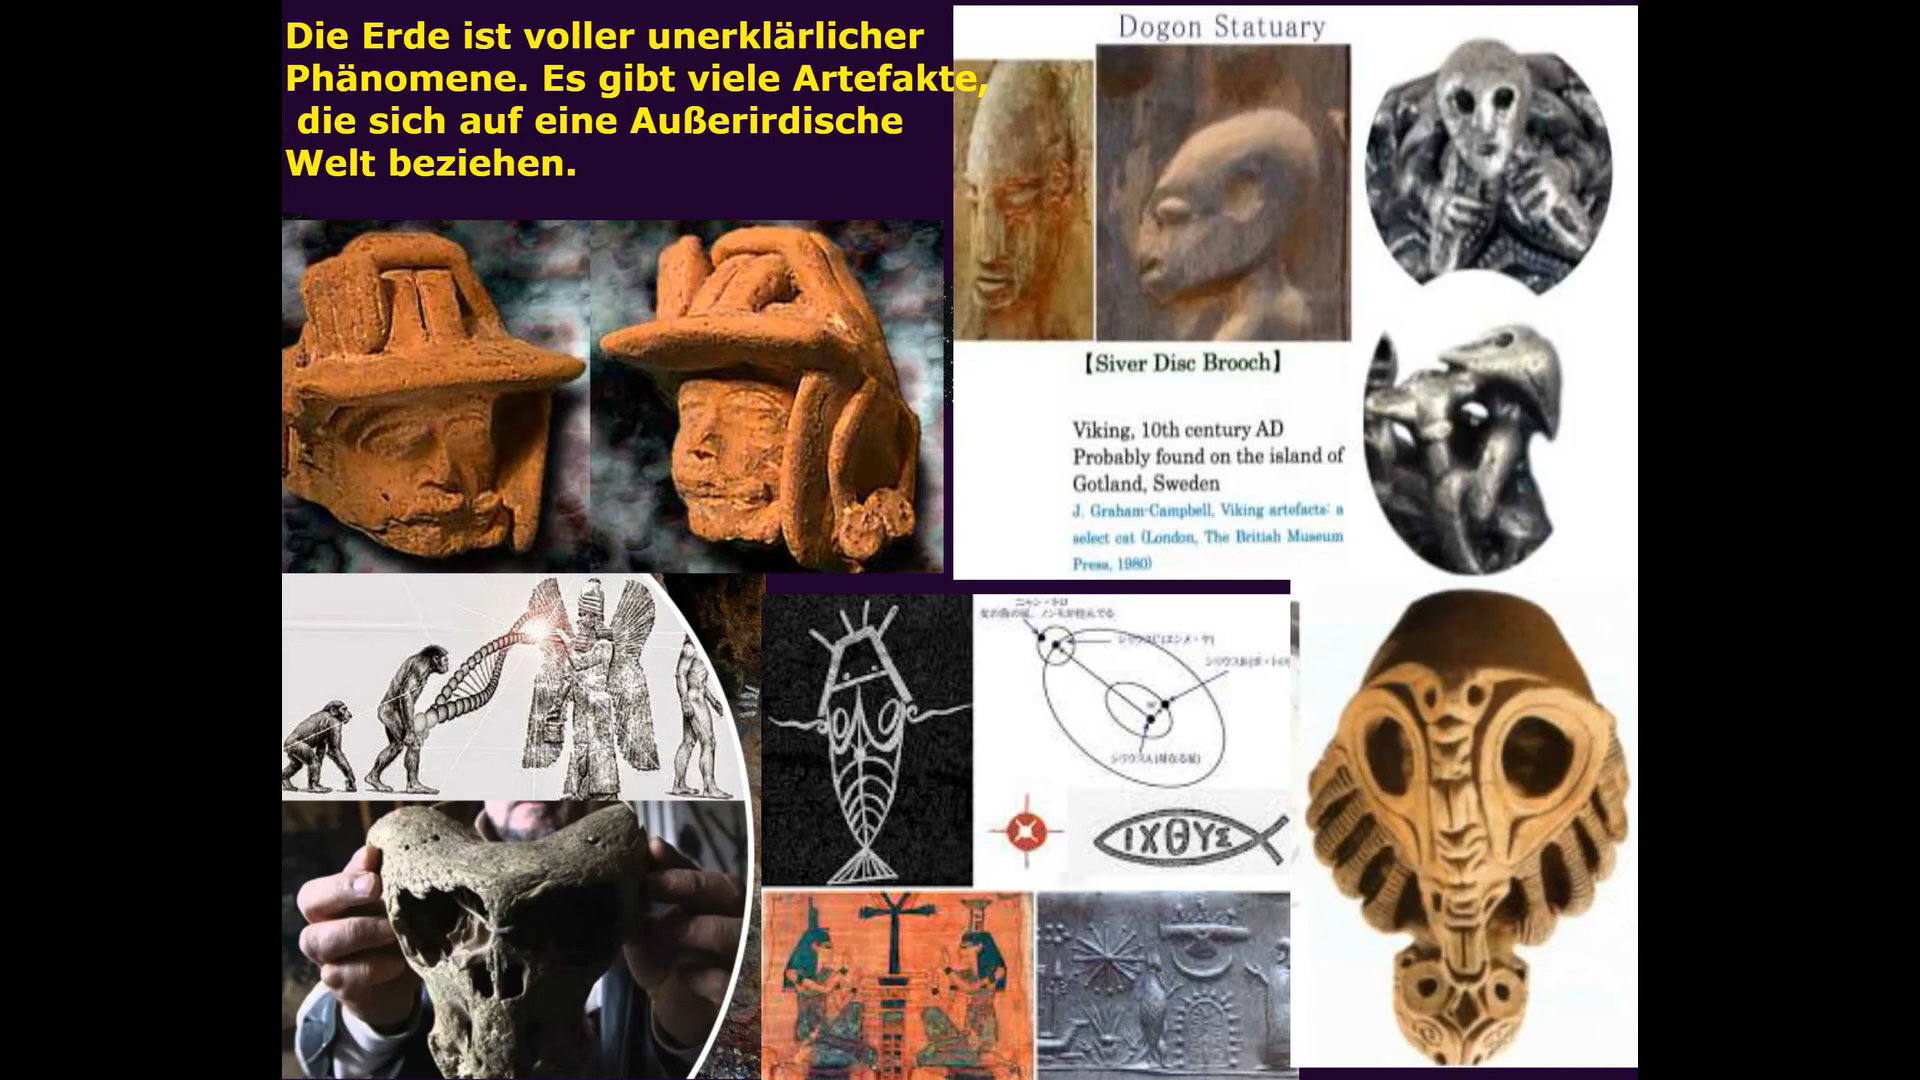 Die Erde ist voller unerklärlicher
Phänomene. Es gibt viele Artefakte,
die sich auf eine Außerirdische
Welt beziehen.
Dogon Statuary
【Siver Disc Brooch】
Viking, 10th century AD
Probably found on the island of
Gotland, Sweden
J. Graham-Campbell, Viking artefacts: a
select cat (London, The British Museum
Press, 1980)
ΙΧΘΥΣ